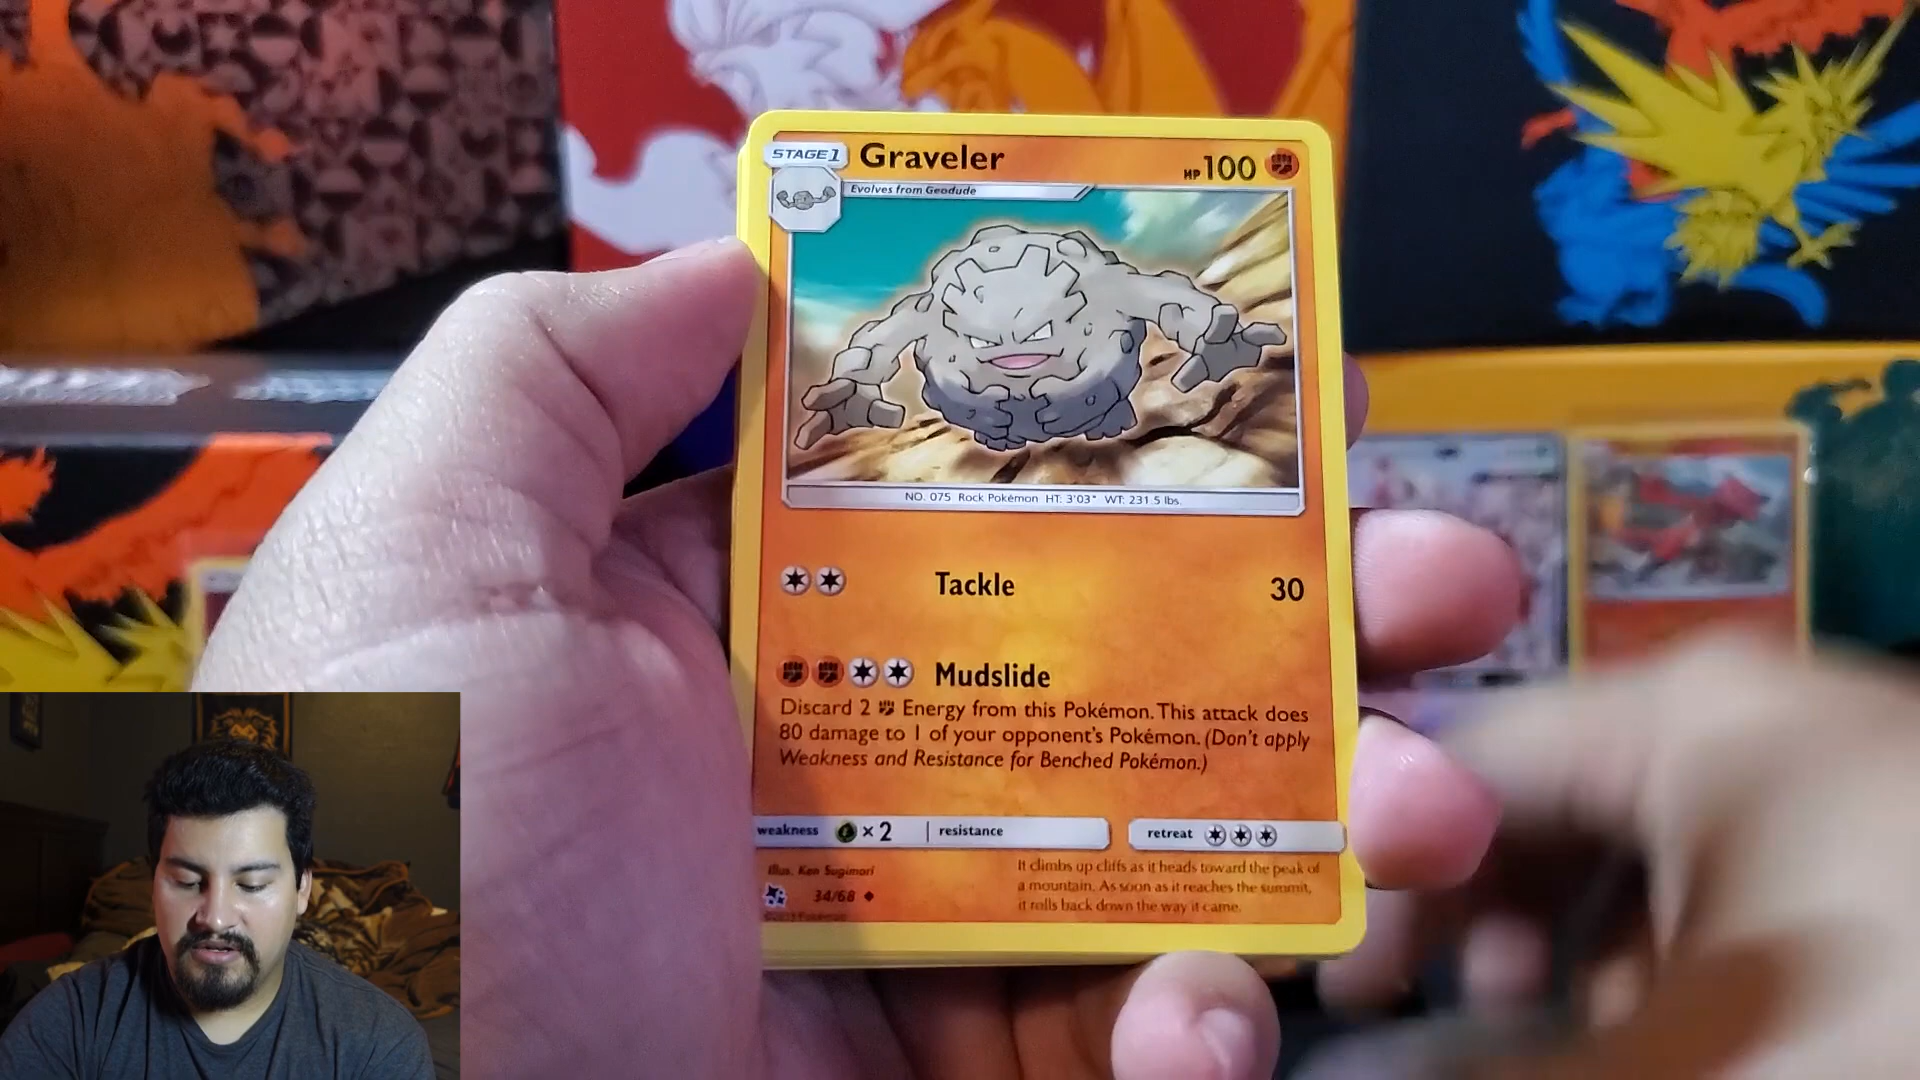 STAGE 1 Graveler HP 100
Evolves from Geodude
NO. 075 Rock Pokémon HT: 3'03" WT: 231.5 lbs.
Tackle 30
Mudslide
Discard 2 Energy from this Pokémon. This attack does
80 damage to 1 of your opponent's Pokémon. (Don't apply
Weakness and Resistance for Benched Pokémon.)
weakness × 2 resistance retreat
Illus. Ken Sugimori
34/68
It climbs up cliffs as it heads toward the peak of
a mountain. As soon as it reaches the summit,
it rolls back down the way it came.